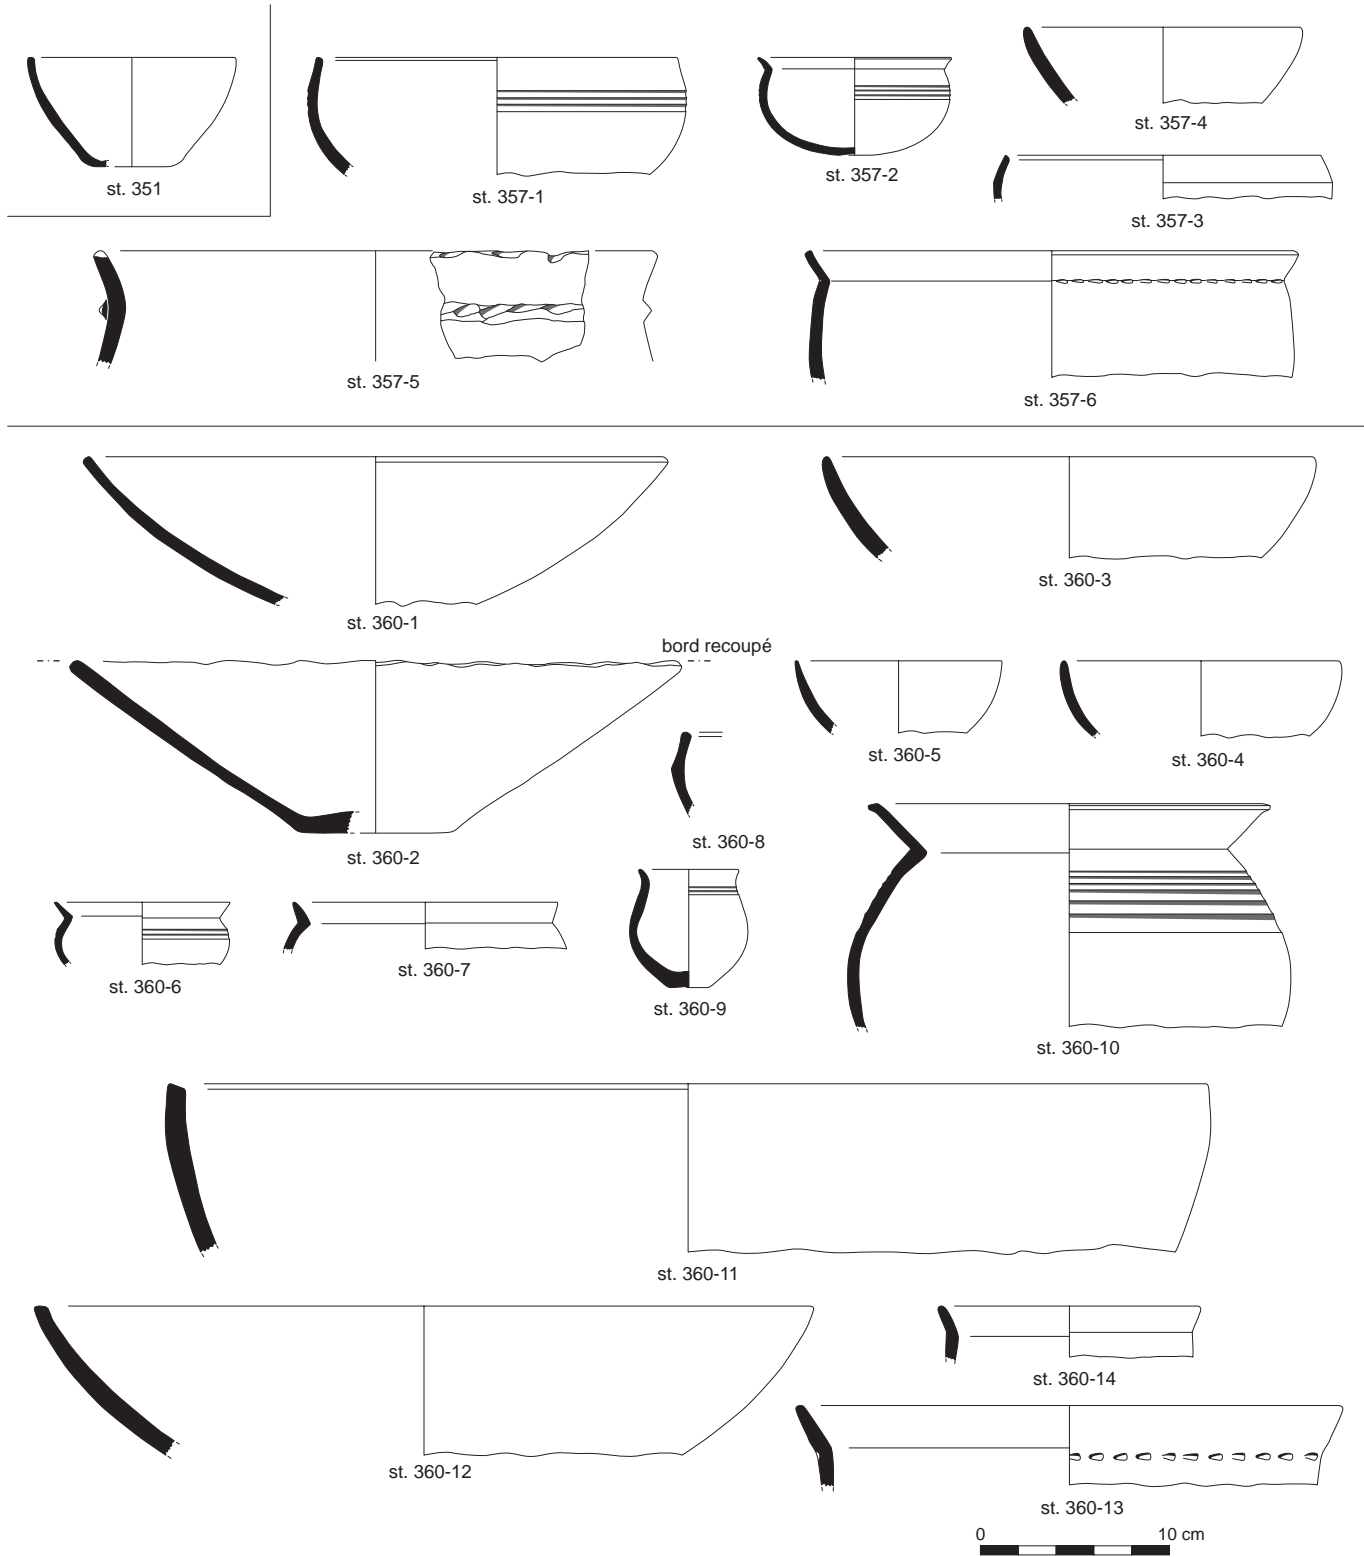 st. 351
st. 357-1
st. 357-2
st. 357-4
st. 357-3
st. 357-5
st. 357-6
st. 360-1
st. 360-3
bord recoupé
st. 360-2
st. 360-8
st. 360-5
st. 360-4
st. 360-6
st. 360-7
st. 360-9
st. 360-10
st. 360-11
st. 360-12
st. 360-14
st. 360-13
0 10 cm